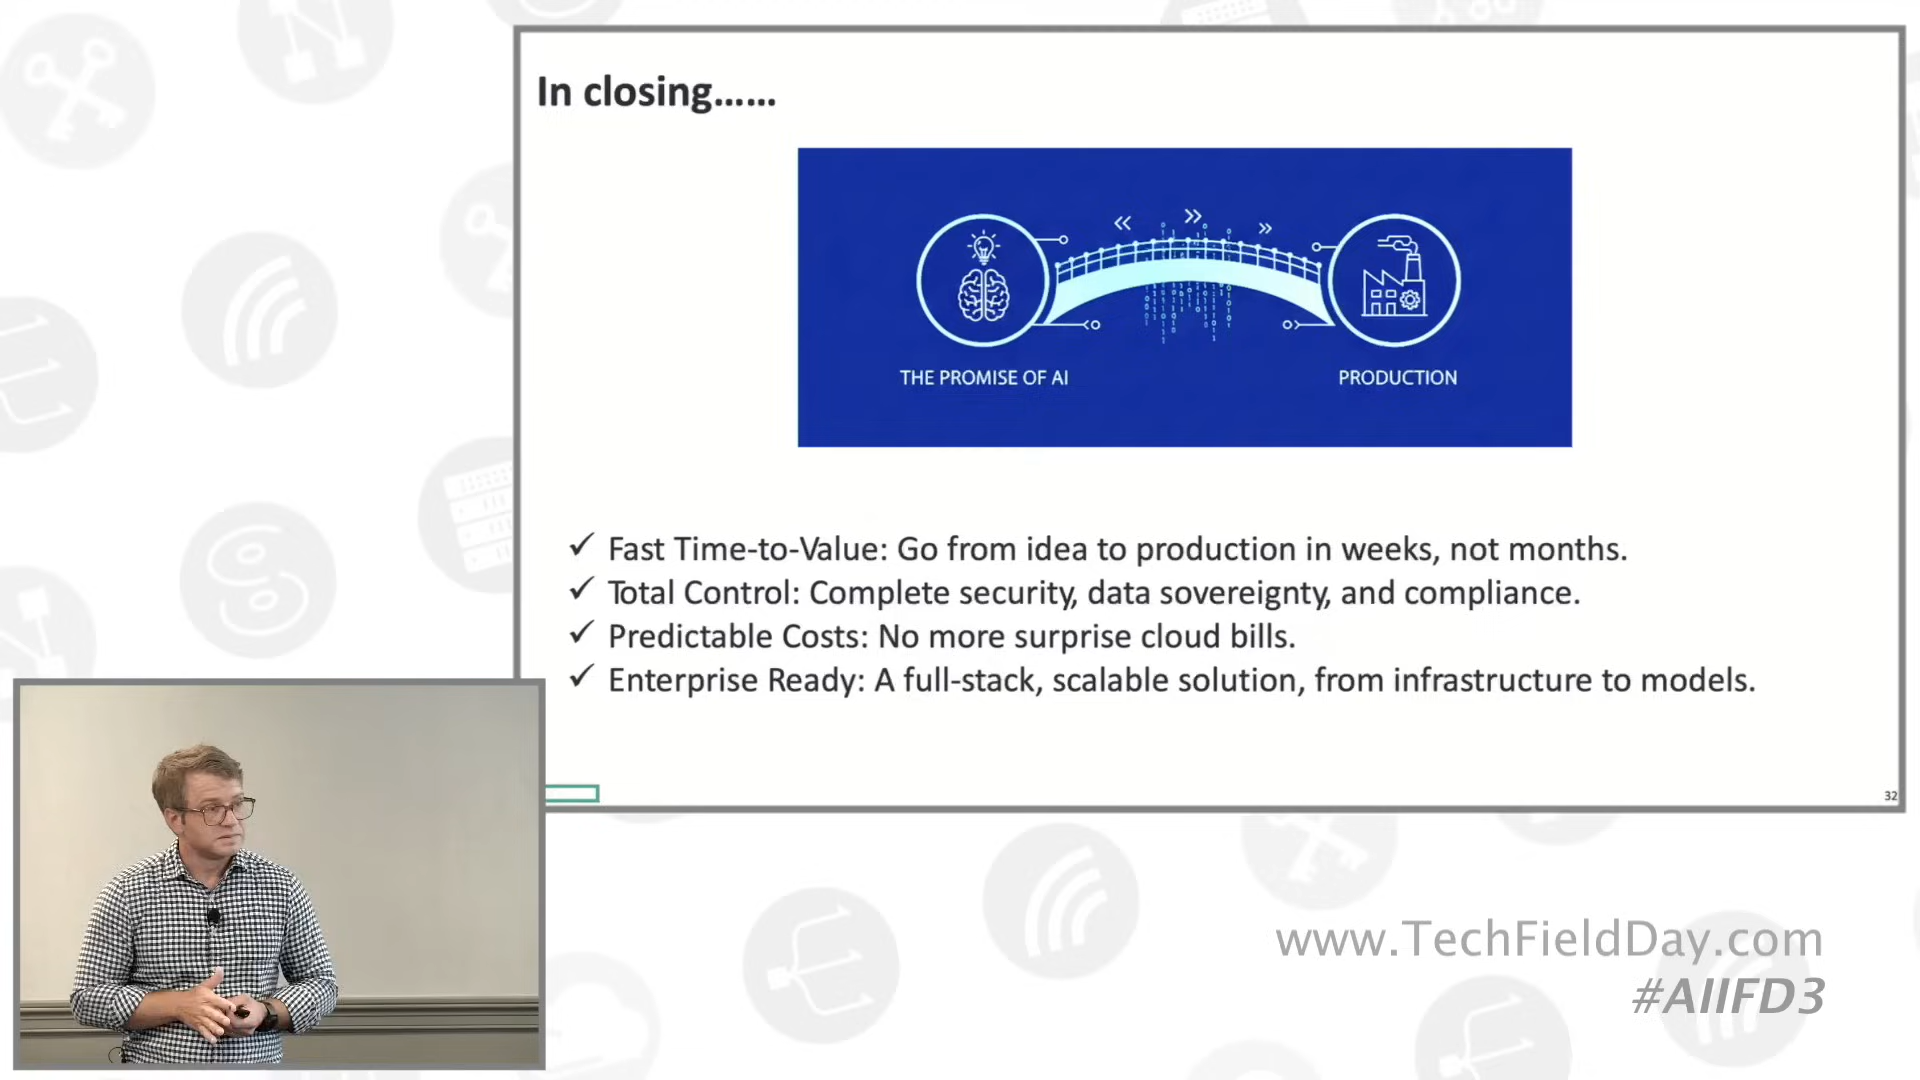 In closing......
THE PROMISE OF AI
PRODUCTION
✓ Fast Time-to-Value: Go from idea to production in weeks, not months.
✓ Total Control: Complete security, data sovereignty, and compliance.
✓ Predictable Costs: No more surprise cloud bills.
✓ Enterprise Ready: A full-stack, scalable solution, from infrastructure to models.
32
www.TechFieldDay.com
#AIIFD3